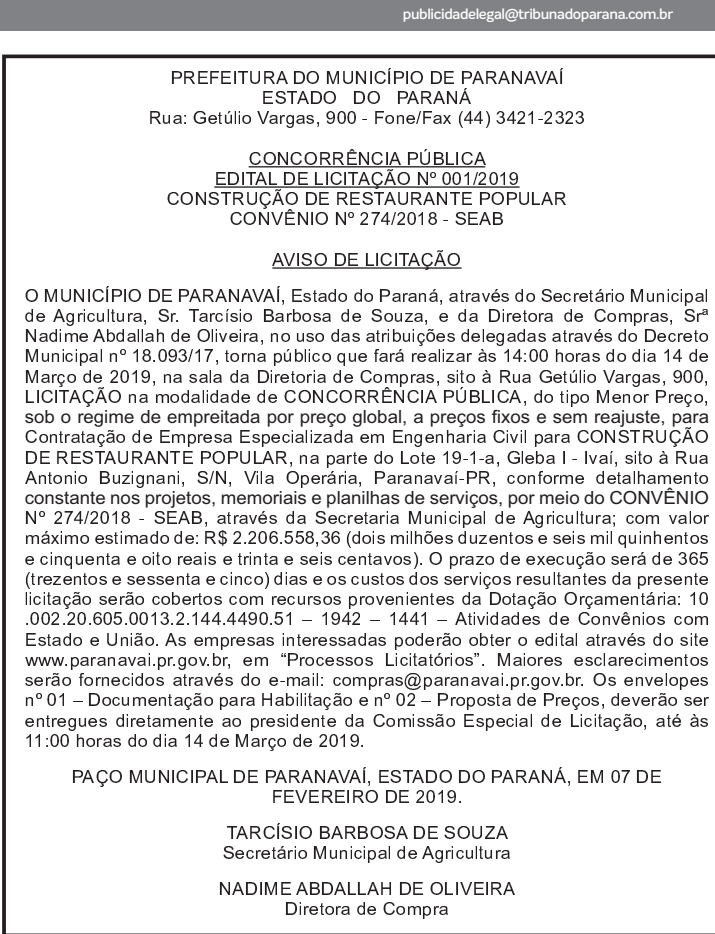 publicidadelegal@tribunadoparana.com.br
PREFEITURA DO MUNICÍPIO DE PARANAVAÍ
ESTADO DO PARANÁ
Rua: Getúlio Vargas, 900 - Fone/Fax (44) 3421-2323
CONCORRÊNCIA PÚBLICA
EDITAL DE LICITAÇÃO Nº 001/2019
CONSTRUÇÃO DE RESTAURANTE POPULAR
CONVÊNIO Nº 274/2018 - SEAB
AVISO DE LICITAÇÃO
O MUNICÍPIO DE PARANAVAÍ, Estado do Paraná, através do Secretário Municipal
de Agricultura, Sr. Tarcísio Barbosa de Souza, e da Diretora de Compras, Srª
Nadime Abdallah de Oliveira, no uso das atribuições delegadas através do Decreto
Municipal nº 18.093/17, torna público que fará realizar às 14:00 horas do dia 14 de
Março de 2019, na sala da Diretoria de Compras, sito à Rua Getúlio Vargas, 900,
LICITAÇÃO na modalidade de CONCORRÊNCIA PÚBLICA, do tipo Menor Preço,
sob o regime de empreitada por preço global, a preços fixos e sem reajuste, para
Contratação de Empresa Especializada em Engenharia Civil para CONSTRUÇÃO
DE RESTAURANTE POPULAR, na parte do Lote 19-1-a, Gleba I - Ivaí, sito à Rua
Antonio Buzignani, S/N, Vila Operária, Paranavaí-PR, conforme detalhamento
constante nos projetos, memoriais e planilhas de serviços, por meio do CONVÊNIO
Nº 274/2018 - SEAB, através da Secretaria Municipal de Agricultura; com valor
máximo estimado de: R$ 2.206.558,36 (dois milhões duzentos e seis mil quinhentos
e cinquenta e oito reais e trinta e seis centavos). O prazo de execução será de 365
(trezentos e sessenta e cinco) dias e os custos dos serviços resultantes da presente
licitação serão cobertos com recursos provenientes da Dotação Orçamentária: 10
.002.20.605.0013.2.144.4490.51 – 1942 – 1441 – Atividades de Convênios com
Estado e União. As empresas interessadas poderão obter o edital através do site
www.paranavai.pr.gov.br, em “Processos Licitatórios”. Maiores esclarecimentos
serão fornecidos através do e-mail: compras@paranavai.pr.gov.br. Os envelopes
nº 01 – Documentação para Habilitação e nº 02 – Proposta de Preços, deverão ser
entregues diretamente ao presidente da Comissão Especial de Licitação, até às
11:00 horas do dia 14 de Março de 2019.
PAÇO MUNICIPAL DE PARANAVAÍ, ESTADO DO PARANÁ, EM 07 DE
FEVEREIRO DE 2019.
TARCÍSIO BARBOSA DE SOUZA
Secretário Municipal de Agricultura
NADIME ABDALLAH DE OLIVEIRA
Diretora de Compra